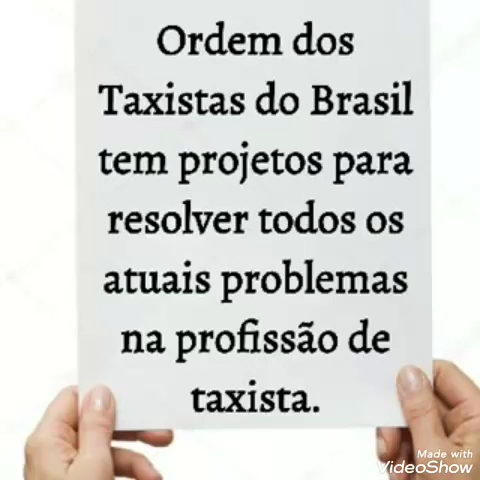 Ordem dos
Taxistas do Brasil
tem projetos para
resolver todos os
atuais problemas
na profissão de
taxista.
Made with
VideoShow